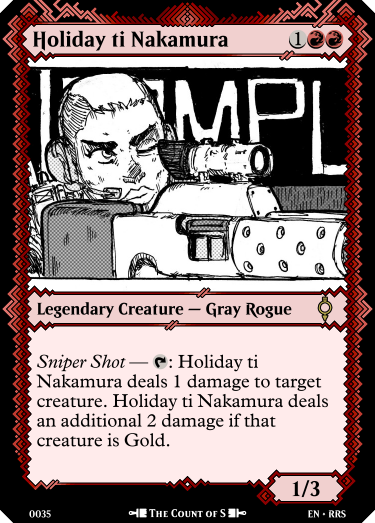 Holiday ti Nakamura 1
MPL
Legendary Creature — Gray Rogue
Sniper Shot — : Holiday ti
Nakamura deals 1 damage to target
creature. Holiday ti Nakamura deals
an additional 2 damage if that
creature is Gold.
1/3
0035 The Count of S EN • RRS